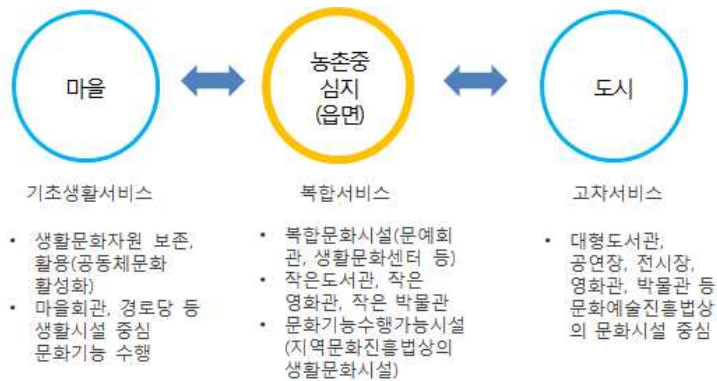 마을
농촌중
심지
(읍면)
도시
기초생활서비스
복합서비스
고차서비스
• 생활문화자원 보존,
활용(공동체문화
활성화)
• 마을회관, 경로당 등
생활시설 중심
문화기능 수행
• 복합문화시설(문예회
관, 생활문화센터 등)
• 작은도서관, 작은
영화관, 작은 박물관
• 문화기능수행가능시설
(지역문화진흥법상의
생활문화시설)
• 대형도서관,
공연장, 전시장,
영화관, 박물관 등
문화예술진흥법상
의 문화시설 중심